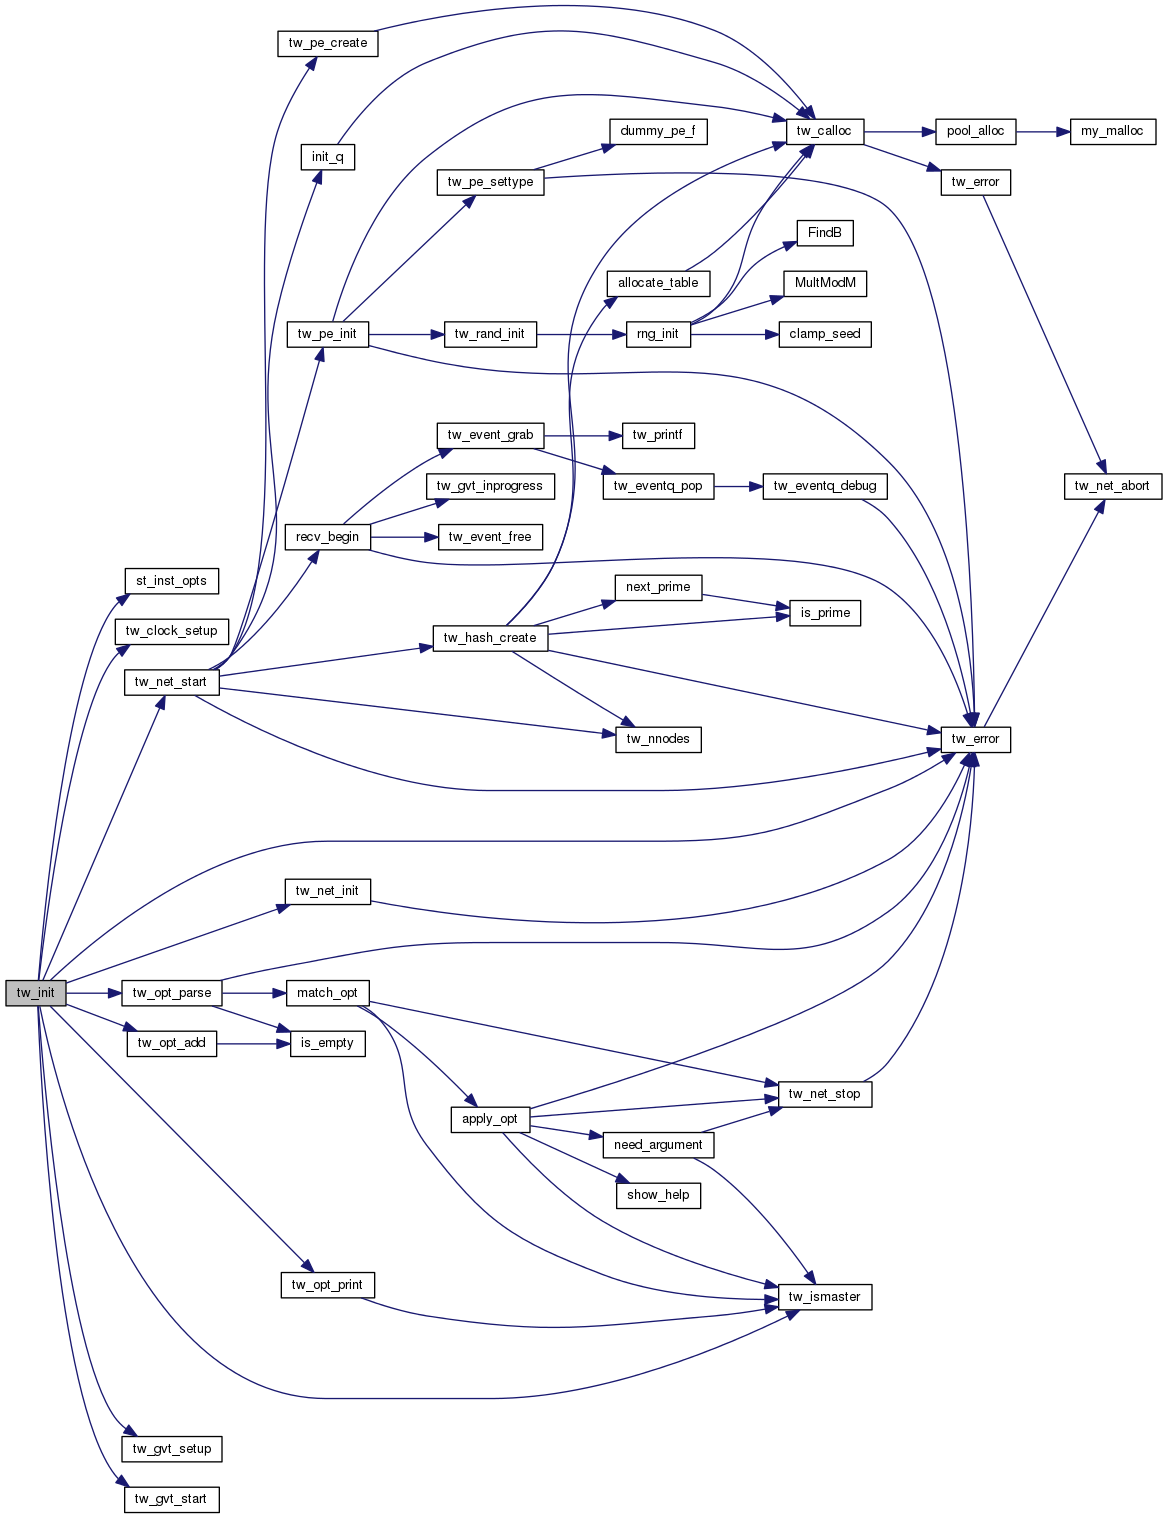 tw_pe_create
init_q
tw_calloc
pool_alloc
my_malloc
dummy_pe_f
tw_pe_settype
tw_error
FindB
allocate_table
MultModM
tw_pe_init
tw_rand_init
rng_init
clamp_seed
tw_event_grab
tw_printf
tw_gvt_inprogress
tw_eventq_pop
tw_eventq_debug
tw_net_abort
recv_begin
tw_event_free
st_inst_opts
next_prime
is_prime
tw_clock_setup
tw_hash_create
tw_net_start
tw_nnodes
tw_error
tw_net_init
tw_init
tw_opt_parse
match_opt
tw_opt_add
is_empty
tw_net_stop
apply_opt
need_argument
show_help
tw_opt_print
tw_ismaster
tw_gvt_setup
tw_gvt_start